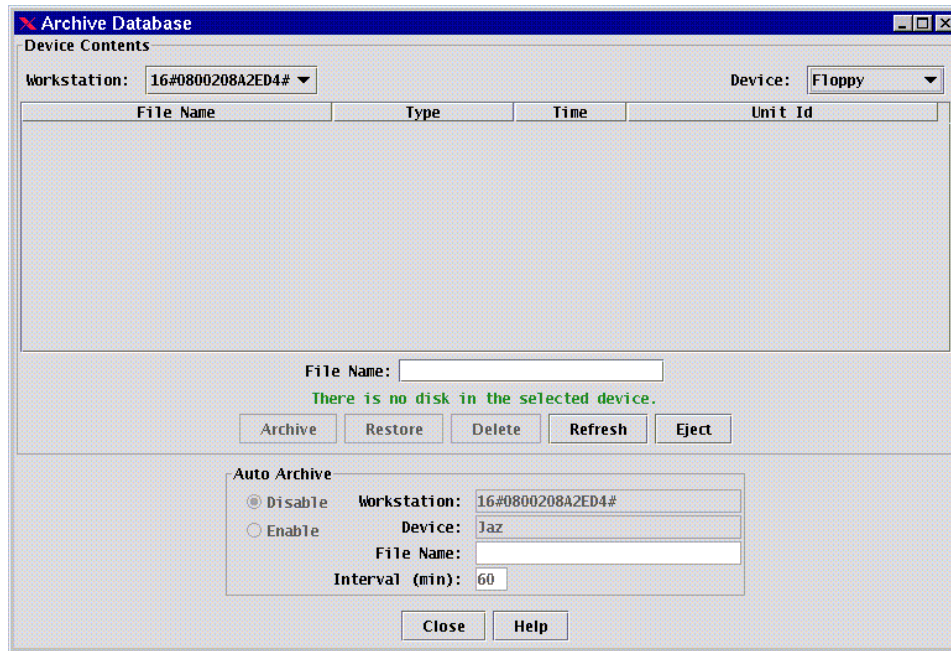 Archive Database
Device Contents
Workstation: 16#0800208A2ED4# Device: Floppy
File Name Type Time Unit Id
File Name:
There is no disk in the selected device.
Archive Restore Delete Refresh Eject
Auto Archive
Disable Workstation: 16#0800208A2ED4#
Enable Device: Jaz
File Name:
Interval (min): 60
Close Help